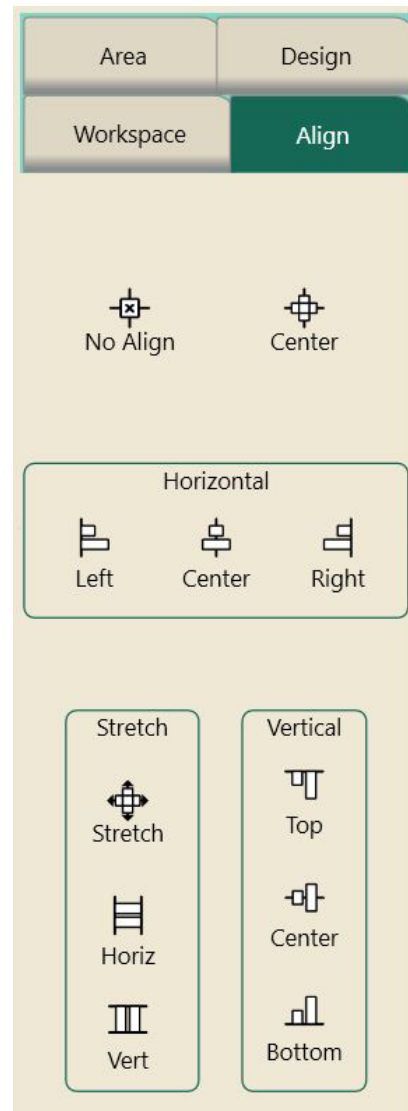 Area Design
Workspace Align
No Align Center
Horizontal
Left Center Right
Stretch
Stretch
Horiz
Vert
Vertical
Top
Center
Bottom